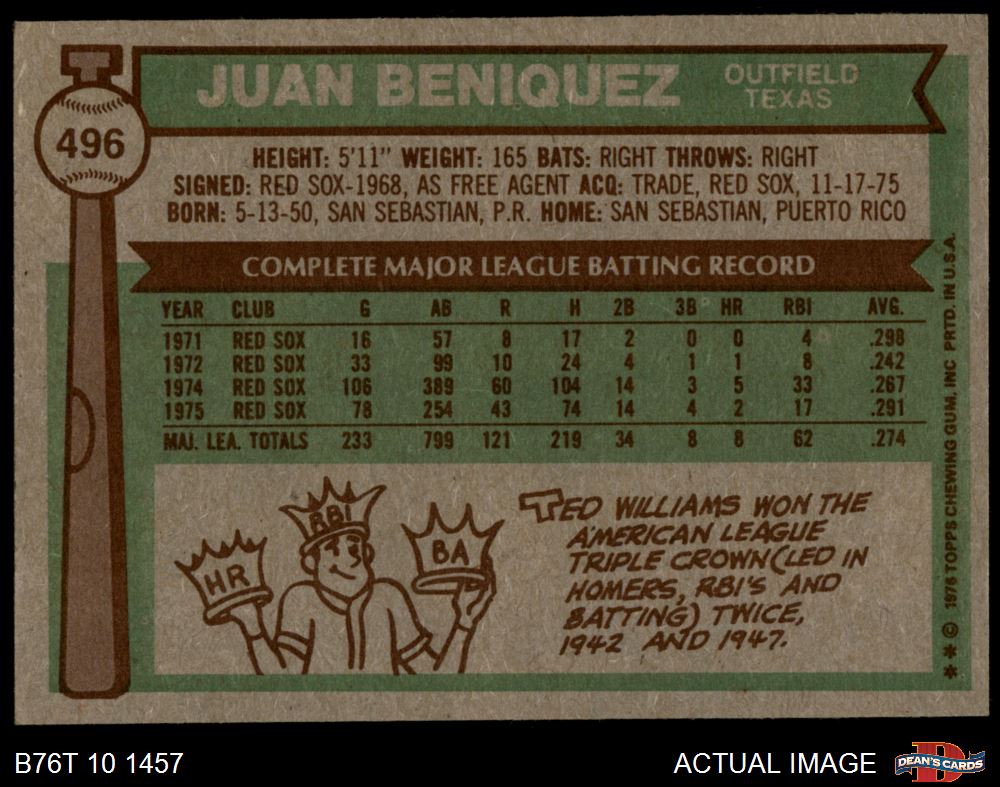 496
JUAN BENIQUEZ
OUTFIELD
TEXAS
HEIGHT: 5'11" WEIGHT: 165 BATS: RIGHT THROWS: RIGHT
SIGNED: RED SOX-1968, AS FREE AGENT ACQ: TRADE, RED SOX, 11-17-75
BORN: 5-13-50, SAN SEBASTIAN, P.R. HOME: SAN SEBASTIAN, PUERTO RICO
COMPLETE MAJOR LEAGUE BATTING RECORD
YEAR CLUB G AB R H 2B 3B HR RBI AVG.
1971 RED SOX 16 57 8 17 2 0 0 4 .298
1972 RED SOX 33 99 10 24 4 1 1 8 .242
1974 RED SOX 106 389 60 104 14 3 5 33 .267
1975 RED SOX 78 254 43 74 14 4 2 17 .291
MAJ. LEA. TOTALS 233 799 121 219 34 8 8 62 .274
HR
RBI
BA
TED WILLIAMS WON THE
AMERICAN LEAGUE
TRIPLE CROWN (LED IN
HOMERS, RBI'S AND
BATTING) TWICE,
1942 AND 1947.
* * © 1976 TOPPS CHEWING GUM, INC PRTD. IN U.S.A.
B76T 10 1457
ACTUAL IMAGE
DEAN'S CARDS